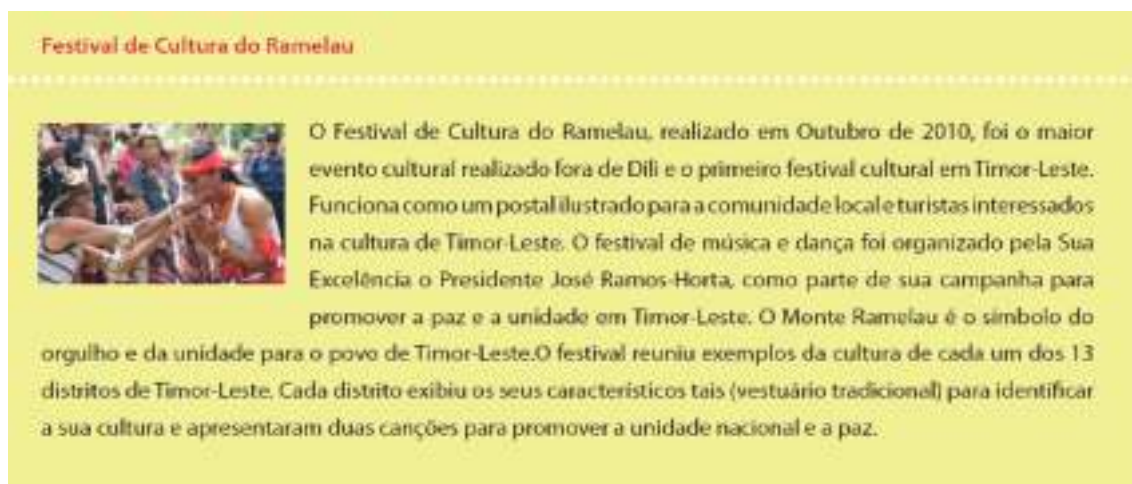 Festival de Cultura do Ramelau
O Festival de Cultura do Ramelau, realizado em Outubro de 2010, foi o maior
evento cultural realizado fora de Dili e o primeiro festival cultural em Timor-Leste.
Funciona como um postal ilustrado para a comunidade local e turistas interessados
na cultura de Timor-Leste. O festival de música e dança foi organizado pela Sua
Excelência o Presidente José Ramos-Horta, como parte de sua campanha para
promover a paz e a unidade em Timor-Leste. O Monte Ramelau é o símbolo do
orgulho e da unidade para o povo de Timor-Leste.O festival reuniu exemplos da cultura de cada um dos 13
distritos de Timor-Leste. Cada distrito exibiu os seus característicos tais (vestuário tradicional) para identificar
a sua cultura e apresentaram duas canções para promover a unidade nacional e a paz.